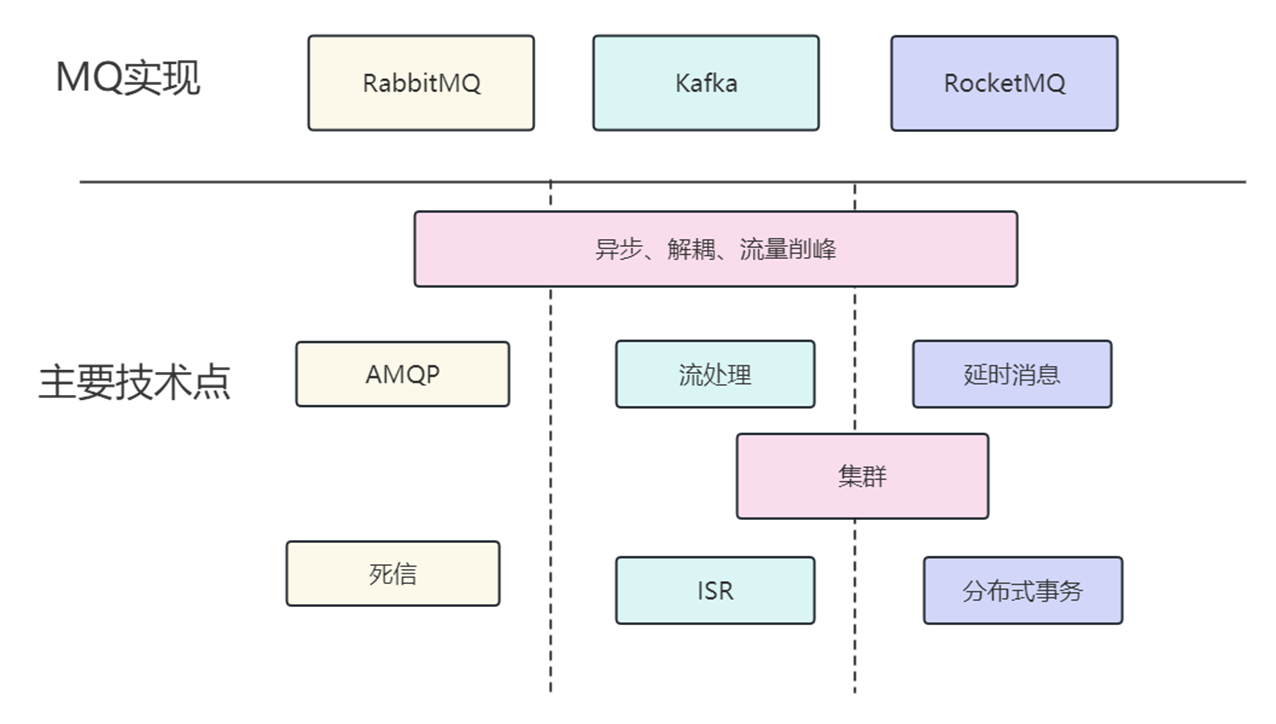 MQ实现
RabbitMQ
Kafka
RocketMQ
异步、解耦、流量削峰
主要技术点
AMQP
流处理
延时消息
集群
死信
ISR
分布式事务